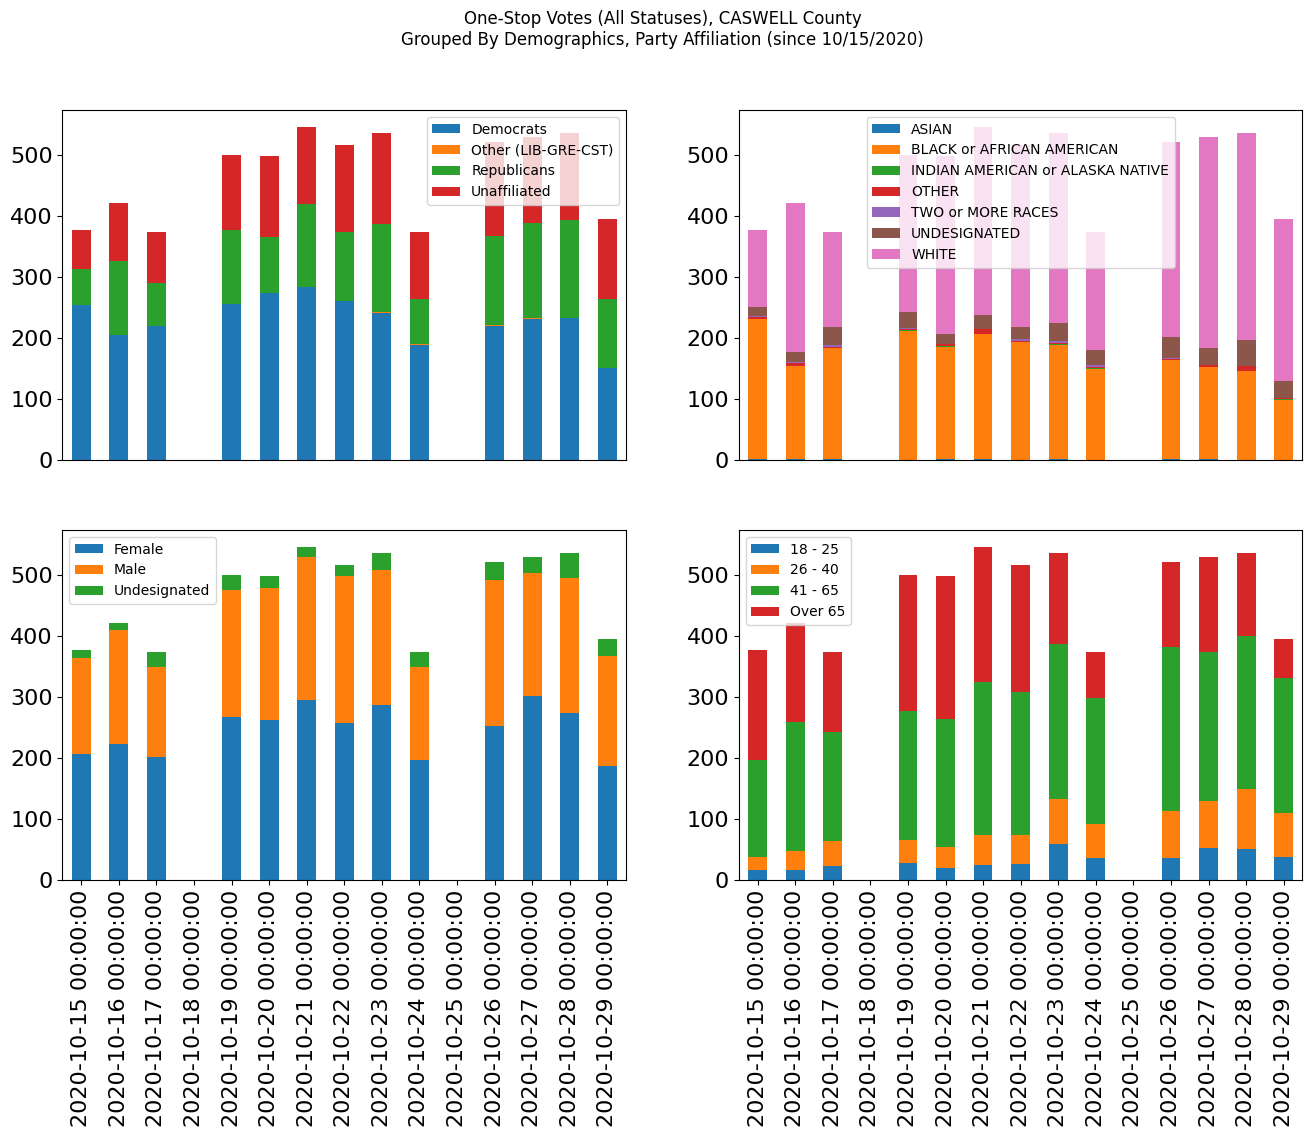 One-Stop Votes (All Statuses), CASWELL County
Grouped By Demographics, Party Affiliation (since 10/15/2020)
500
400
300
200
100
0
Democrats
Other (LIB-GRE-CST)
Republicans
Unaffiliated
500
400
300
200
100
0
ASIAN
BLACK or AFRICAN AMERICAN
INDIAN AMERICAN or ALASKA NATIVE
OTHER
TWO or MORE RACES
UNDESIGNATED
WHITE
500
400
300
200
100
0
Female
Male
Undesignated
2020-10-15 00:00:00
2020-10-16 00:00:00
2020-10-17 00:00:00
2020-10-18 00:00:00
2020-10-19 00:00:00
2020-10-20 00:00:00
2020-10-21 00:00:00
2020-10-22 00:00:00
2020-10-23 00:00:00
2020-10-24 00:00:00
2020-10-25 00:00:00
2020-10-26 00:00:00
2020-10-27 00:00:00
2020-10-28 00:00:00
2020-10-29 00:00:00
500
400
300
200
100
0
18 - 25
26 - 40
41 - 65
Over 65
2020-10-15 00:00:00
2020-10-16 00:00:00
2020-10-17 00:00:00
2020-10-18 00:00:00
2020-10-19 00:00:00
2020-10-20 00:00:00
2020-10-21 00:00:00
2020-10-22 00:00:00
2020-10-23 00:00:00
2020-10-24 00:00:00
2020-10-25 00:00:00
2020-10-26 00:00:00
2020-10-27 00:00:00
2020-10-28 00:00:00
2020-10-29 00:00:00